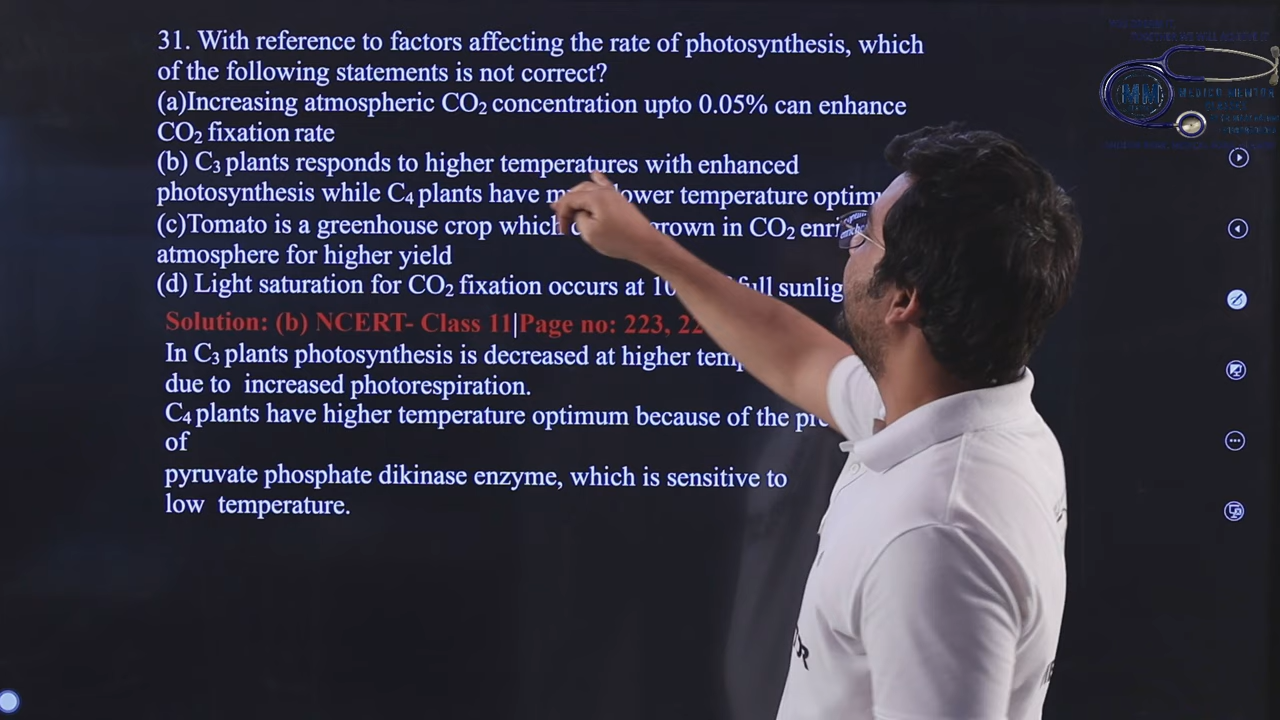 31. With reference to factors affecting the rate of photosynthesis, which
of the following statements is not correct?
(a)Increasing atmospheric CO₂ concentration upto 0.05% can enhance
CO₂ fixation rate
(b) C₃ plants responds to higher temperatures with enhanced
photosynthesis while C₄ plants have lower temperature
(c)Tomato is a greenhouse crop which in CO₂
atmosphere for higher yield
(d) Light saturation for CO₂ fixation occurs at full
Solution: (b) NCERT- Class 11|Page no: 223,
In C₃ plants photosynthesis is decreased at higher
due to increased photorespiration.
C₄ plants have higher temperature optimum because of the
of
pyruvate phosphate dikinase enzyme, which is sensitive to
low temperature.